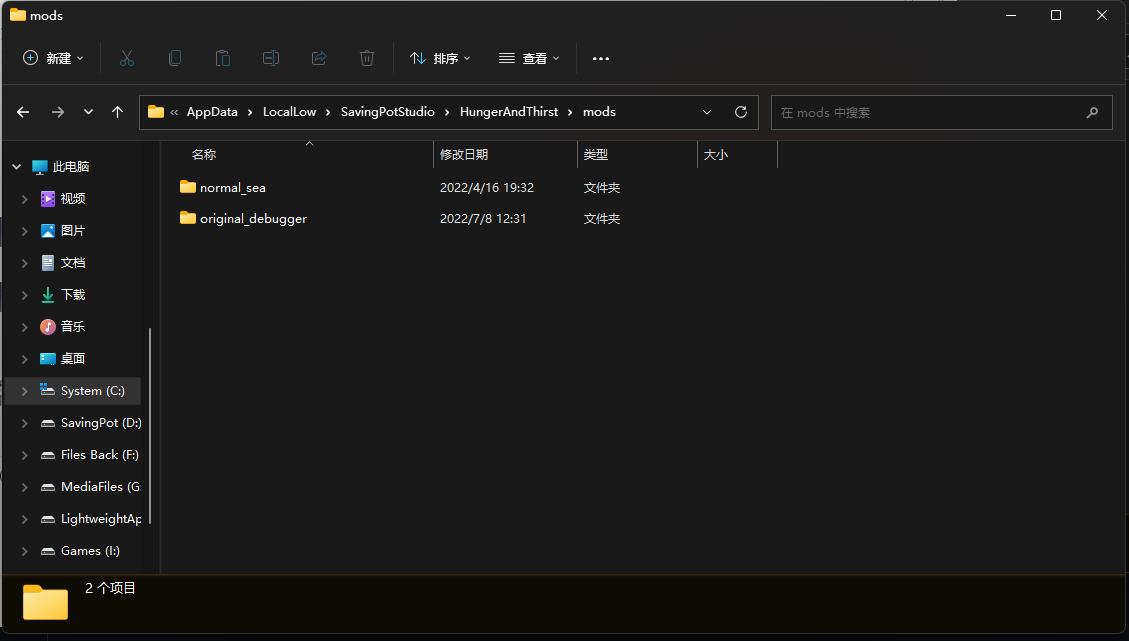 mods
新建
排序
查看
« AppData › LocalLow › SavingPotStudio › HungerAndThirst › mods
在 mods 中搜索
名称 修改日期 类型 大小
normal_sea 2022/4/16 19:32 文件夹
original_debugger 2022/7/8 12:31 文件夹
此电脑
视频
图片
文档
下载
音乐
桌面
System (C:)
SavingPot (D:)
Files Back (F:)
MediaFiles (G
LightweightAp
Games (I:)
2 个项目